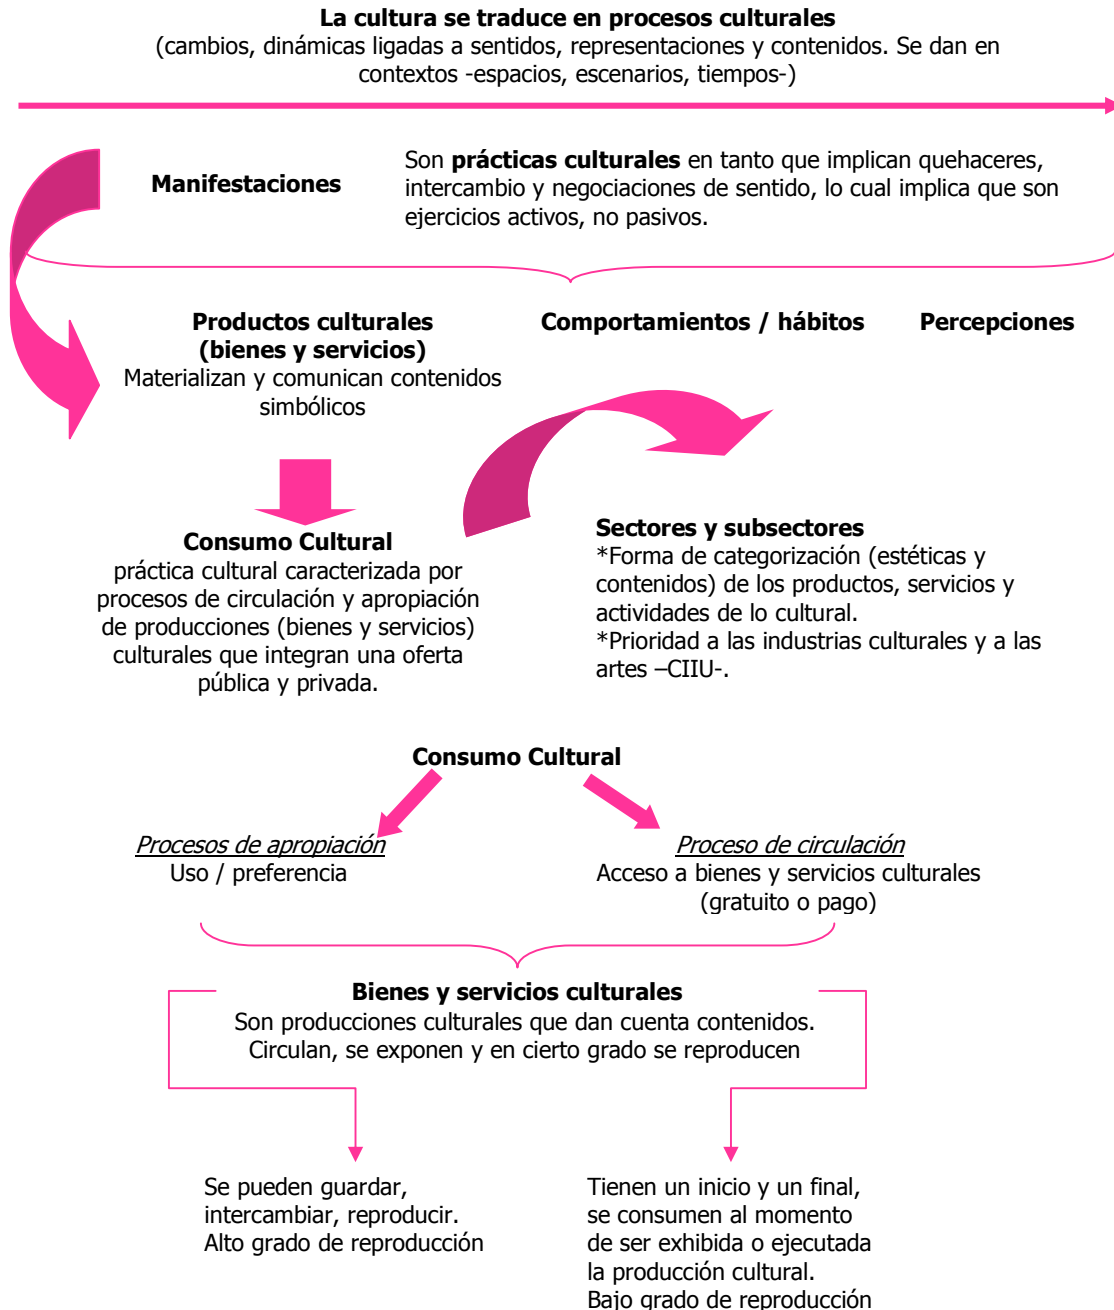 La cultura se traduce en procesos culturales
(cambios, dinámicas ligadas a sentidos, representaciones y contenidos. Se dan en
contextos -espacios, escenarios, tiempos-)
Manifestaciones
Son prácticas culturales en tanto que implican quehaceres,
intercambio y negociaciones de sentido, lo cual implica que son
ejercicios activos, no pasivos.
Productos culturales
(bienes y servicios)
Materializan y comunican contenidos
simbólicos
Comportamientos / hábitos
Percepciones
Consumo Cultural
práctica cultural caracterizada por
procesos de circulación y apropiación
de producciones (bienes y servicios)
culturales que integran una oferta
pública y privada.
Sectores y subsectores
*Forma de categorización (estéticas y
contenidos) de los productos, servicios y
actividades de lo cultural.
*Prioridad a las industrias culturales y a las
artes –CIIU-.
Consumo Cultural
Procesos de apropiación
Uso / preferencia
Proceso de circulación
Acceso a bienes y servicios culturales
(gratuito o pago)
Bienes y servicios culturales
Son producciones culturales que dan cuenta contenidos.
Circulan, se exponen y en cierto grado se reproducen
Se pueden guardar,
intercambiar, reproducir.
Alto grado de reproducción
Tienen un inicio y un final,
se consumen al momento
de ser exhibida o ejecutada
la producción cultural.
Bajo grado de reproducción